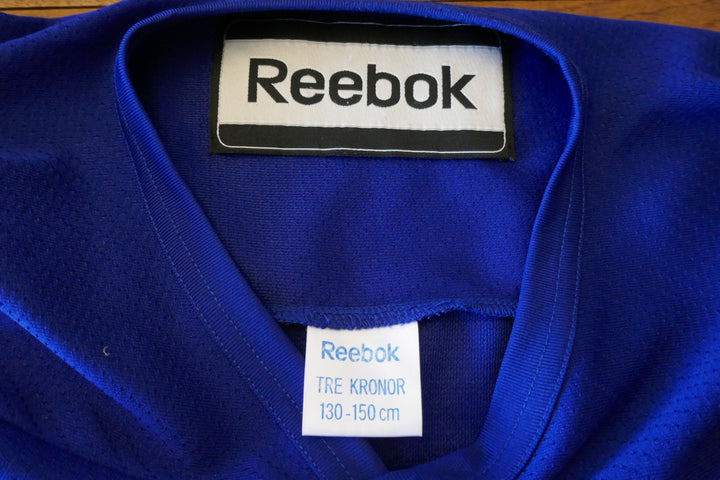 Reebok
Reebok
TRE KRONOR
130-150 cm